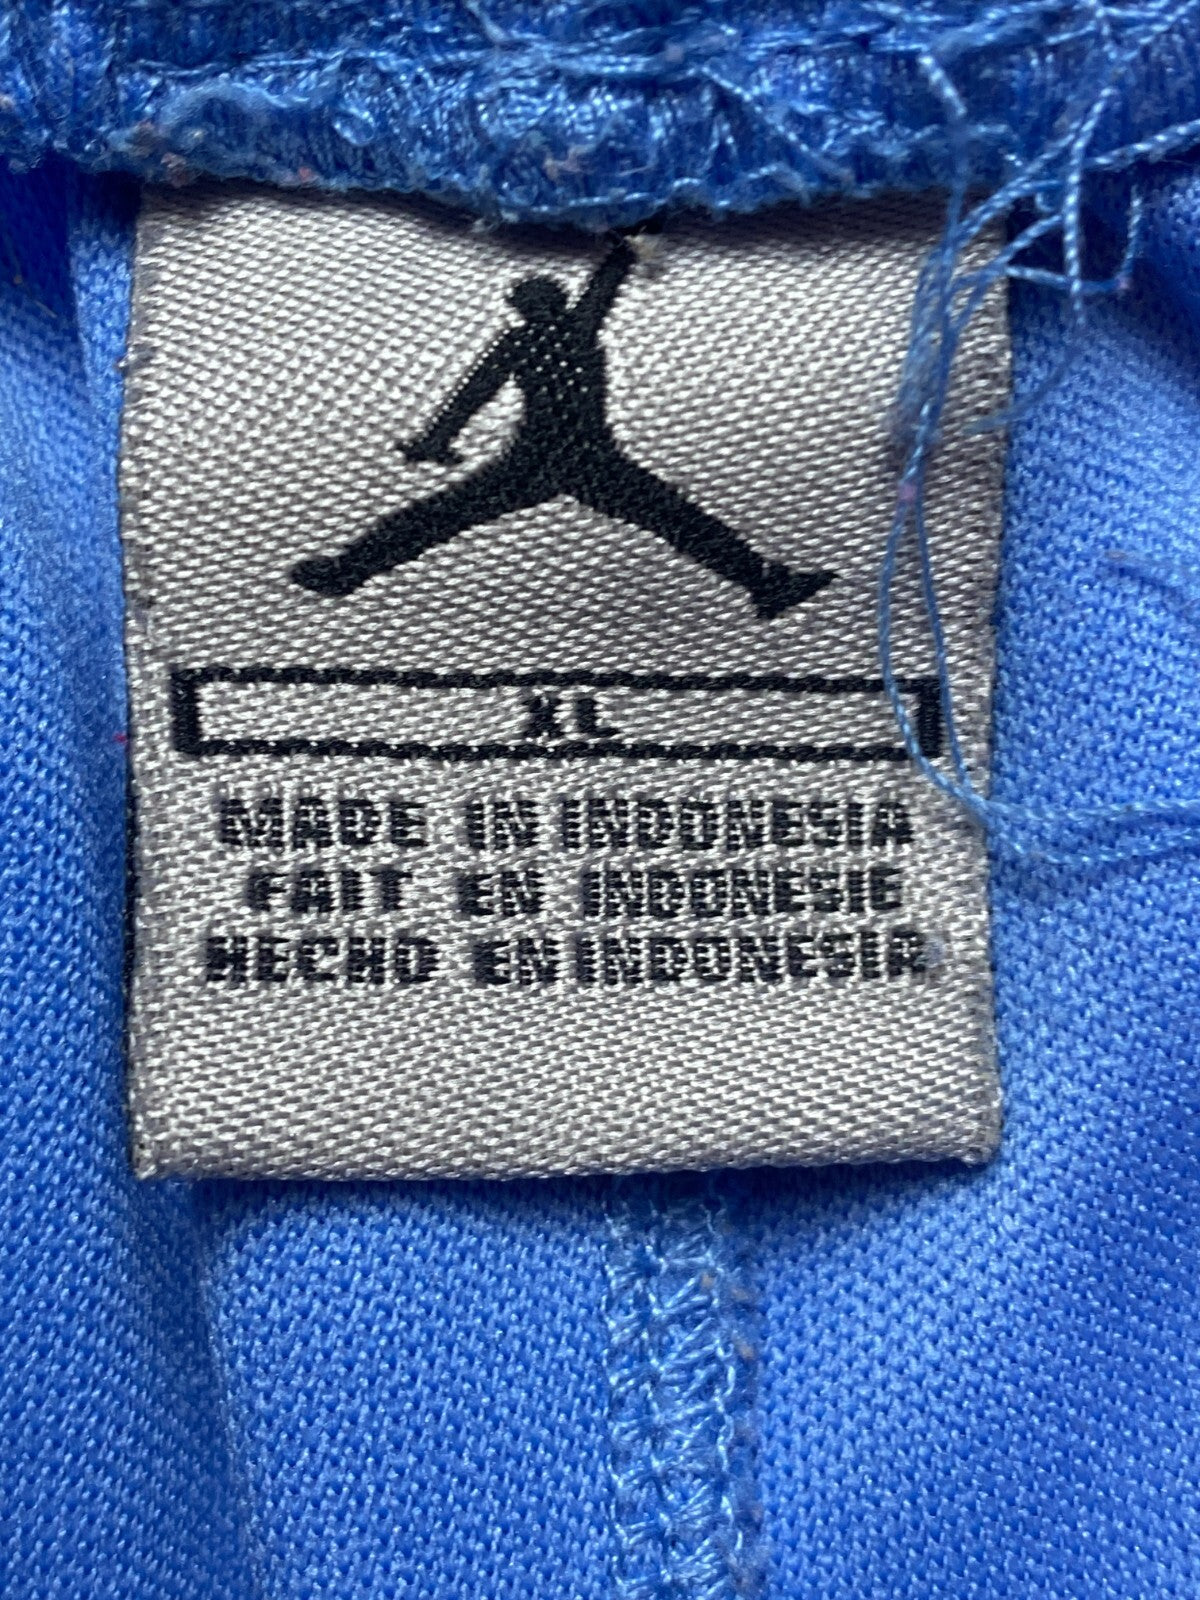 XL
MADE IN INDONESIA
FAIT EN INDONESIE
HECHO EN INDONESIA